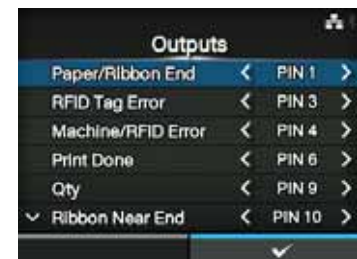 Outputs
Paper/Ribbon End < PIN 1 >
RFID Tag Error < PIN 3 >
Machine/RFID Error < PIN 4 >
Print Done < PIN 6 >
Qty < PIN 9 >
Ribbon Near End < PIN 10 >